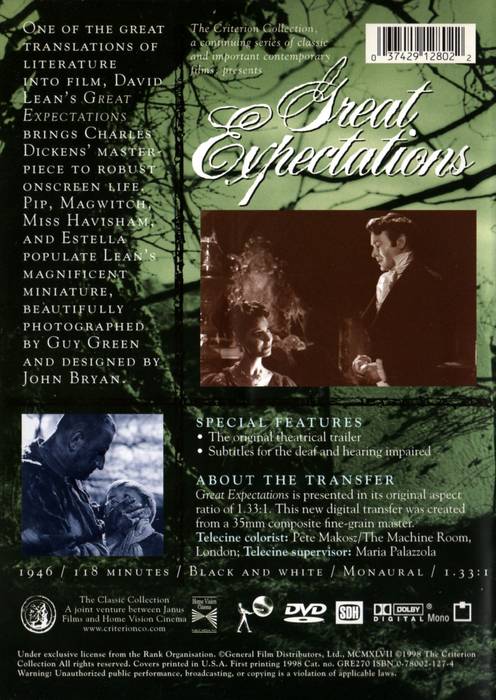 One of the great
translations of
literature
into film, David
Lean's Great
Expectations
brings Charles
Dickens' master-
piece to robust
onscreen life.
Pip, Magwitch,
Miss Havisham,
and Estella
populate Lean's
magnificent
miniature,
beautifully
photographed
by Guy Green
and designed by
John Bryan.
The Criterion Collection,
a continuing series of classic
and important contemporary
films, presents
0 37429 12802 2
Great
Expectations
SPECIAL FEATURES
• The original theatrical trailer
• Subtitles for the deaf and hearing impaired
ABOUT THE TRANSFER
Great Expectations is presented in its original aspect
ratio of 1.33:1. This new digital transfer was created
from a 35mm composite fine-grain master.
Telecine colorist: Pete Makosz/The Machine Room,
London; Telecine supervisor: Maria Palazzola
1946 / 118 minutes / Black and white / Monaural / 1.33:1
The Classic Collection
A joint venture between Janus
Films and Home Vision Cinema
www.criterionco.com
Home Vision
Cinema
DVD
VIDEO
SDH
DOLBY
DIGITAL
Mono
Under exclusive license from the Rank Organisation. ©General Film Distributors, Ltd., MCMXLVII ©1998 The Criterion
Collection All rights reserved. Covers printed in U.S.A. First printing 1998 Cat. no. GRE270 ISBN 0-78002-127-4
Warning: Unauthorized public performance, broadcasting, or copying is a violation of applicable laws.